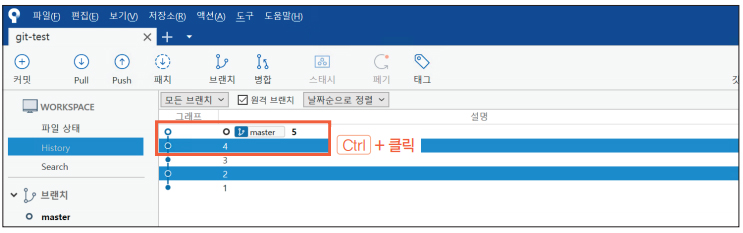 파일(F) 편집(E) 보기(V) 저장소(R) 액션(A) 도구 도움말(H)
git-test
커밋 Pull Push 패치 브랜치 병합 스태시 폐기 태그
WORKSPACE
모든 브랜치 원격 브랜치 날짜순으로 정렬
파일 상태
그래프 설명
master 5
History
4
Ctrl + 클릭
3
Search
2
브랜치
1
master